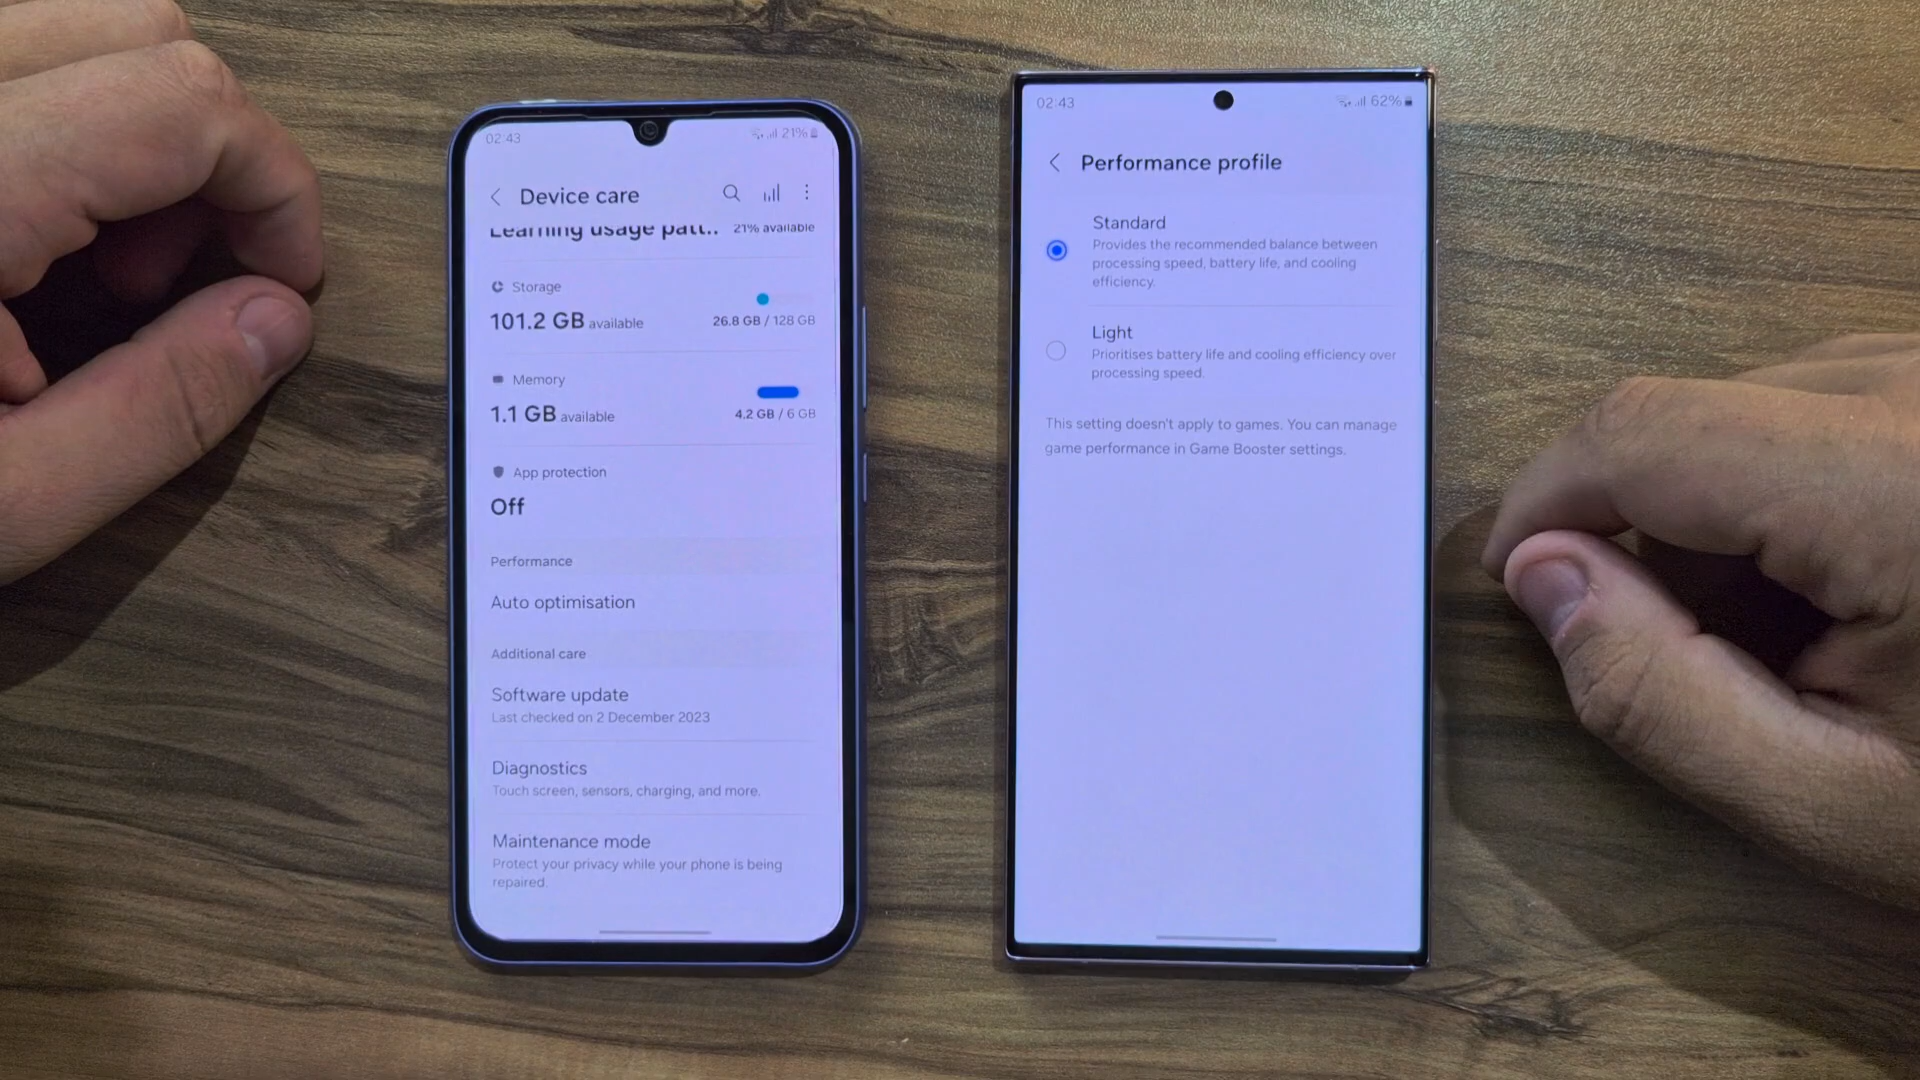 02:43
21%
Device care
Learning usage patt..
21% available
Storage
101.2 GB available
26.8 GB / 128 GB
Memory
1.1 GB available
4.2 GB / 6 GB
App protection
Off
Performance
Auto optimisation
Additional care
Software update
Last checked on 2 December 2023
Diagnostics
Touch screen, sensors, charging, and more.
Maintenance mode
Protect your privacy while your phone is being
repaired.
02:43
62%
Performance profile
Standard
Provides the recommended balance between
processing speed, battery life, and cooling
efficiency.
Light
Prioritises battery life and cooling efficiency over
processing speed.
This setting doesn't apply to games. You can manage
game performance in Game Booster settings.